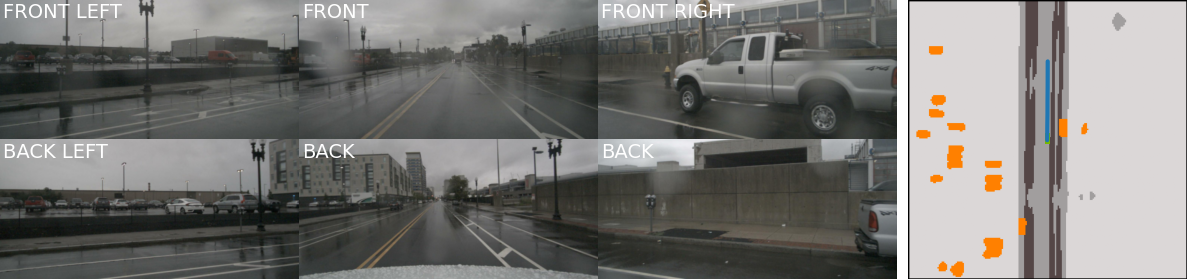 FRONT LEFT
FRONT
FRONT RIGHT
BACK LEFT
BACK
BACK